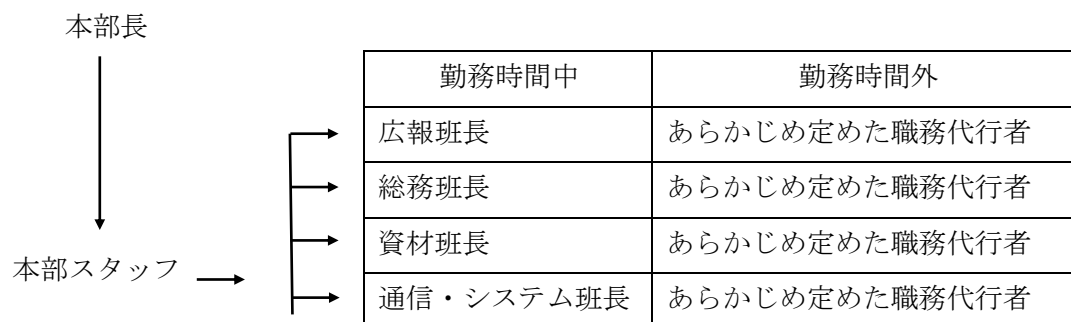 本部長
勤務時間中 勤務時間外
広報班長 あらかじめ定めた職務代行者
総務班長 あらかじめ定めた職務代行者
資材班長 あらかじめ定めた職務代行者
本部スタッフ
通信・システム班長 あらかじめ定めた職務代行者